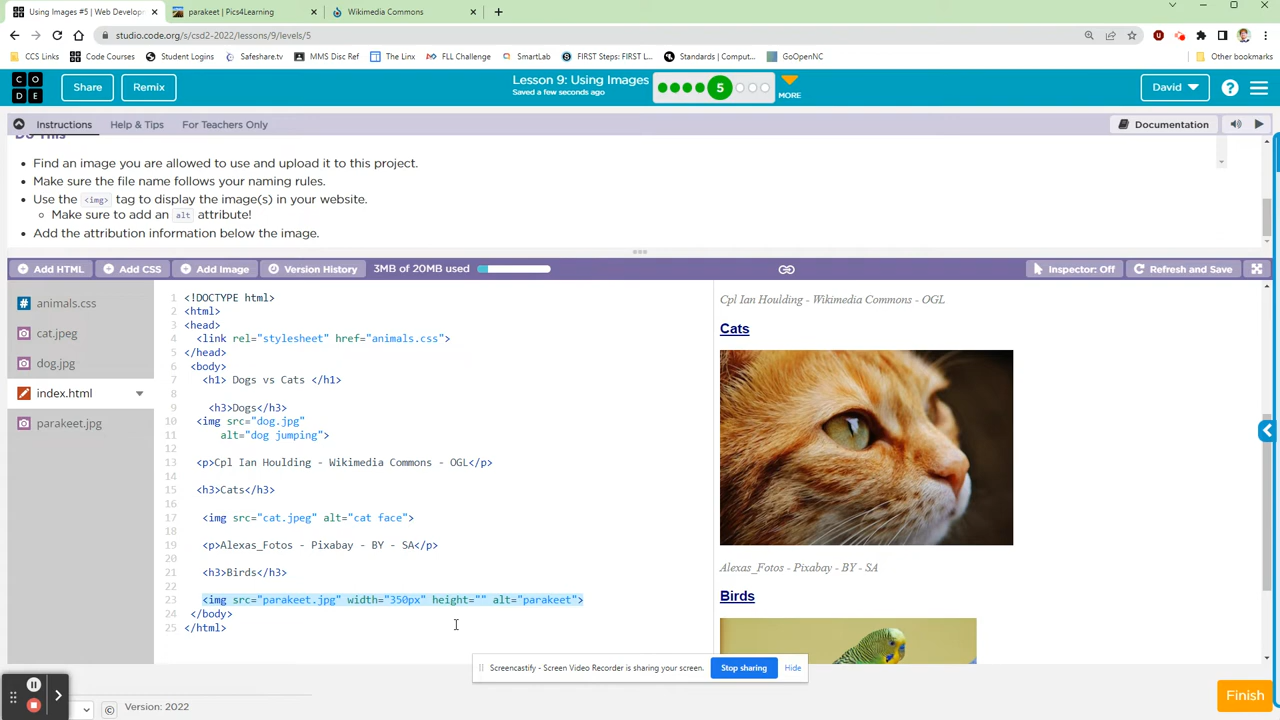 Using Images #5 | Web Develop
parakeet | Pics4Learning
Wikimedia Commons
studio.code.org/s/csd2-2022/lessons/9/levels/5
CCS Links
Code Students
Student Logins
Safeshare.tv
MMS Disc Ref
The Linx
FLL Challenge
SmartLab
FIRST Steps: FIRST L...
Standards | Comput...
GoOpenNC
Other bookmarks
C O
D E
Share
Remix
Lesson 9: Using Images
Saved a few seconds ago
5
MORE
David
Instructions
Help & Tips
For Teachers Only
Documentation
Do This
Find an image you are allowed to use and upload it to this project.
Make sure the file name follows your naming rules.
Use the <img> tag to display the image(s) in your website.
Make sure to add an alt attribute!
Add the attribution information below the image.
Add HTML
Add CSS
Add Image
Version History
3MB of 20MB used
Inspector: Off
Refresh and Save
animals.css
cat.jpeg
dog.jpg
index.html
parakeet.jpg
1 <!DOCTYPE html>
2 <html>
3 <head>
4 <link rel="stylesheet" href="animals.css">
5 </head>
6 <body>
7 <h1> Dogs vs Cats </h1>
8
9 <h3>Dogs</h3>
10 <img src="dog.jpg"
11 alt="dog jumping">
12
13 <p>Cpl Ian Houlding - Wikimedia Commons - OGL</p>
14
15 <h3>Cats</h3>
16
17 <img src="cat.jpeg" alt="cat face">
18
19 <p>Alexas_Fotos - Pixabay - BY - SA</p>
20
21 <h3>Birds</h3>
22
23 <img src="parakeet.jpg" width="350px" height="" alt="parakeet">
24 </body>
25 </html>
Cpl Ian Houlding - Wikimedia Commons - OGL
Cats
Alexas_Fotos - Pixabay - BY - SA
Birds
Screencastify - Screen Video Recorder is sharing your screen.
Stop sharing
Hide
Version: 2022
Finish